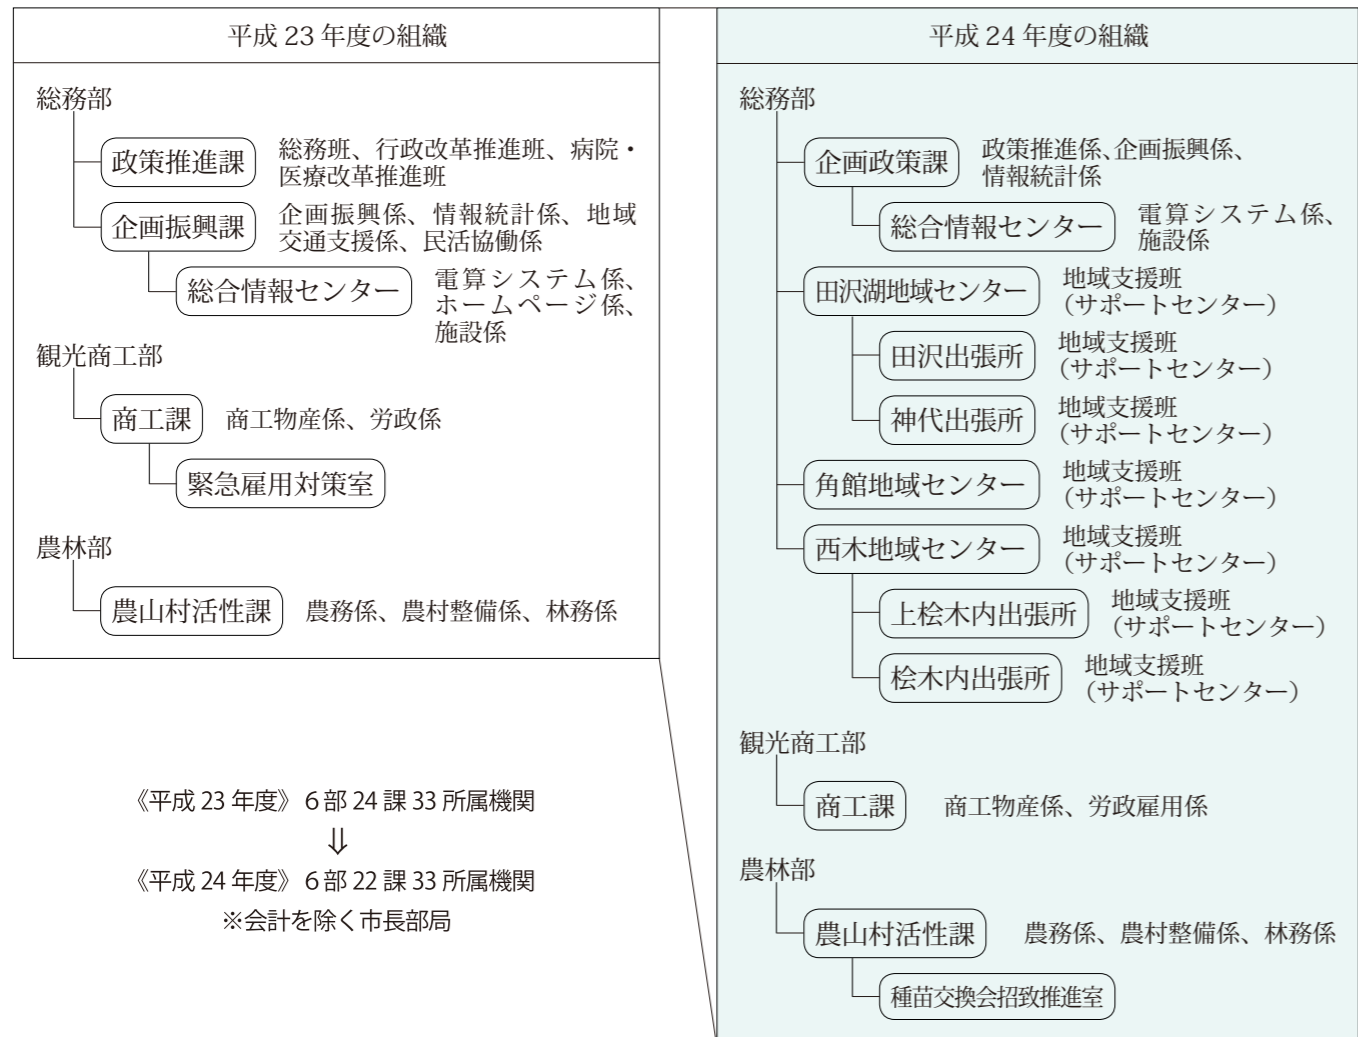 平成 23 年度の組織
総務部
政策推進課
総務班、行政改革推進班、病院・
医療改革推進班
企画振興課
企画振興係、情報統計係、地域
交通支援係、民活協働係
総合情報センター
電算システム係、
ホームページ係、
施設係
観光商工部
商工課
商工物産係、労政係
緊急雇用対策室
農林部
農山村活性課
農務係、農村整備係、林務係
《平成 23 年度》 6 部 24 課 33 所属機関
⇓
《平成 24 年度》 6 部 22 課 33 所属機関
※会計を除く市長部局
平成 24 年度の組織
総務部
企画政策課
政策推進係、企画振興係、
情報統計係
総合情報センター
電算システム係、
施設係
田沢湖地域センター
地域支援班
（サポートセンター）
田沢出張所
地域支援班
（サポートセンター）
神代出張所
地域支援班
（サポートセンター）
角館地域センター
地域支援班
（サポートセンター）
西木地域センター
地域支援班
（サポートセンター）
上桧木内出張所
地域支援班
（サポートセンター）
桧木内出張所
地域支援班
（サポートセンター）
観光商工部
商工課
商工物産係、労政雇用係
農林部
農山村活性課
農務係、農村整備係、林務係
種苗交換会招致推進室